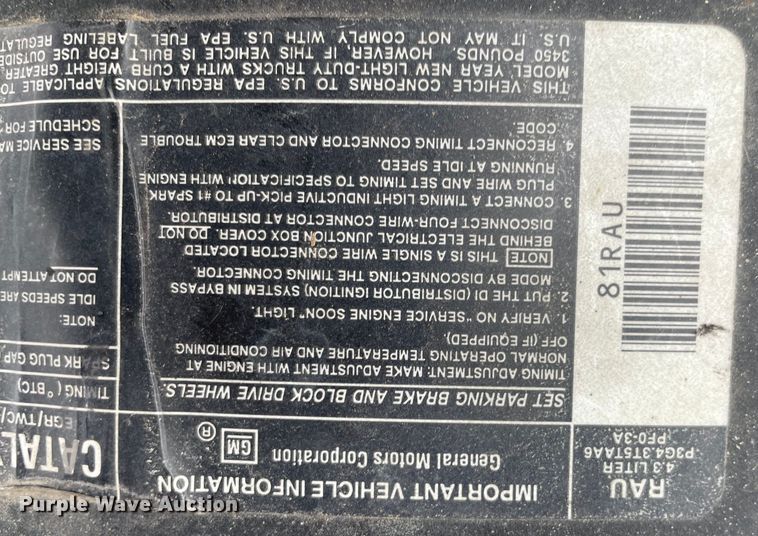 RAU
4.3 LITER
P3G4.3T5TAA6
PF0-3A
81RAU
IMPORTANT VEHICLE INFORMATION
General Motors Corporation
GM ®
SET PARKING BRAKE AND BLOCK DRIVE WHEELS.
TIMING ADJUSTMENT: MAKE ADJUSTMENT WITH ENGINE AT
NORMAL OPERATING TEMPERATURE AND AIR CONDITIONING
OFF (IF EQUIPPED).
1. VERIFY NO "SERVICE ENGINE SOON" LIGHT.
2. PUT THE DI (DISTRIBUTOR IGNITION) SYSTEM IN BYPASS
MODE BY DISCONNECTING THE TIMING CONNECTOR.
NOTE THIS IS A SINGLE WIRE CONNECTOR LOCATED
BEHIND THE ELECTRICAL JUNCTION BOX COVER. DO NOT
DISCONNECT FOUR-WIRE CONNECTOR AT DISTRIBUTOR.
3. CONNECT A TIMING LIGHT INDUCTIVE PICK-UP TO #1 SPARK
PLUG WIRE AND SET TIMING TO SPECIFICATION WITH ENGINE
RUNNING AT IDLE SPEED.
4. RECONNECT TIMING CONNECTOR AND CLEAR ECM TROUBLE
CODE.
THIS VEHICLE CONFORMS TO U.S. EPA REGULATIONS APPLICABLE TO
MODEL YEAR NEW LIGHT-DUTY TRUCKS WITH A CURB WEIGHT GREATER
3450 POUNDS. HOWEVER, IF THIS VEHICLE IS BUILT FOR USE OUTSIDE
U.S. IT MAY NOT COMPLY WITH U.S. EPA FUEL LABELING REGULAT
CATAL
EGR/TWC/
TIMING (°BTC)
SPARK PLUG GAP
NOTE:
IDLE SPEEDS ARE
DO NOT ATTEMPT
SEE SERVICE MA
SCHEDULE FOR
Purple Wave Auction